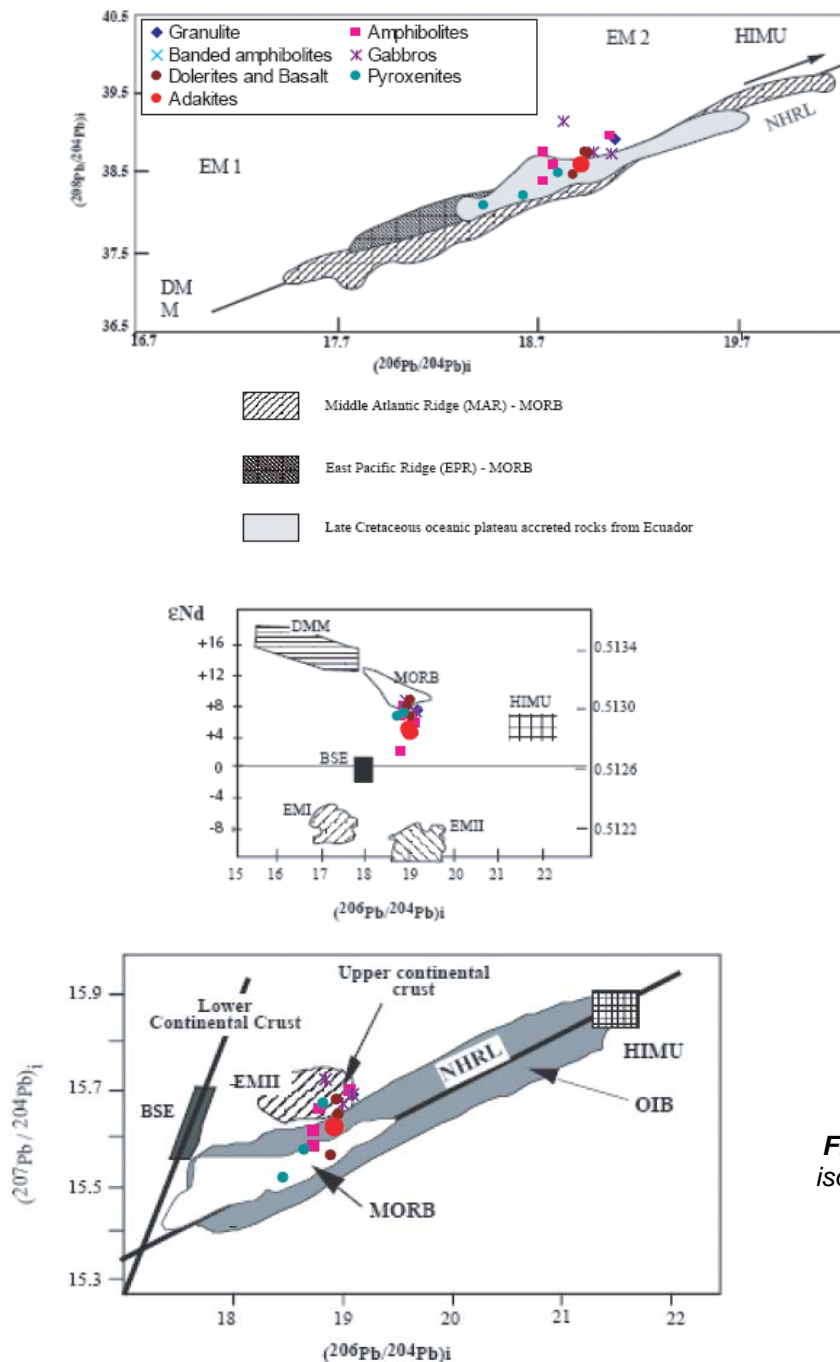 40.5
39.5
38.5
37.5
36.5
(208Pb/204Pb)i
Granulite
Amphibolites
Banded amphibolites
Gabbros
Dolerites and Basalt
Pyroxenites
Adakites
EM 2
HIMU
NHRL
EM 1
DM
M
16.7
17.7
18.7
19.7
(206Pb/204Pb)i
Middle Atlantic Ridge (MAR) - MORB
East Pacific Ridge (EPR) - MORB
Late Cretaceous oceanic plateau accreted rocks from Ecuador
εNd
+16
+12
+8
+4
0
-4
-8
DMM
MORB
HIMU
BSE
EMI
EMII
0.5134
0.5130
0.5126
0.5122
15 16 17 18 19 20 21 22
(206Pb/204Pb)i
15.9
15.7
15.5
15.3
(207Pb / 204Pb)i
Lower
Continental Crust
Upper continental
crust
EMII
BSE
NHRL
HIMU
OIB
MORB
18 19 20 21 22
(206Pb/204Pb)i
F
iso